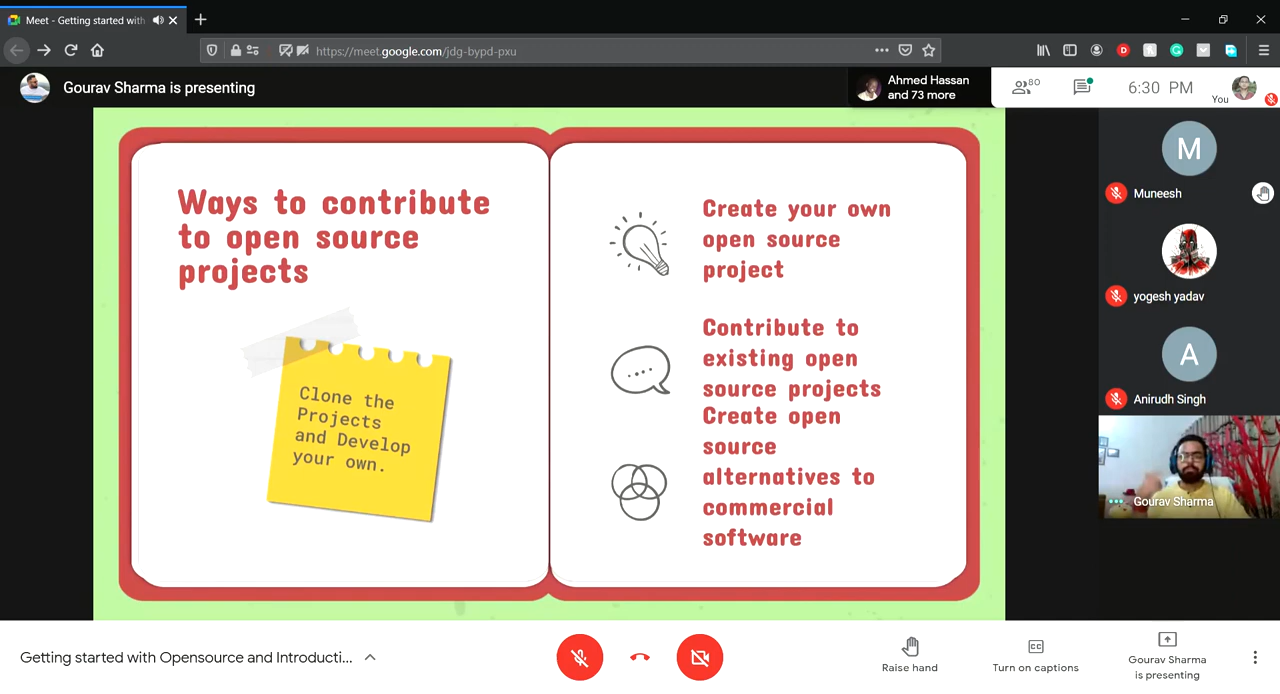 Meet - Getting started with
https://meet.google.com/jdg-bypd-pxu
Gourav Sharma is presenting
Ahmed Hassan
and 73 more
80
6:30 PM
You
Ways to contribute
to open source
projects
Clone the
Projects
and Develop
your own.
Create your own
open source
project
Contribute to
existing open
source projects
Create open
source
alternatives to
commercial
software
M
Muneesh
yogesh yadav
A
Anirudh Singh
Gourav Sharma
Getting started with Opensource and Introducti...
Raise hand
CC
Turn on captions
Gourav Sharma
is presenting